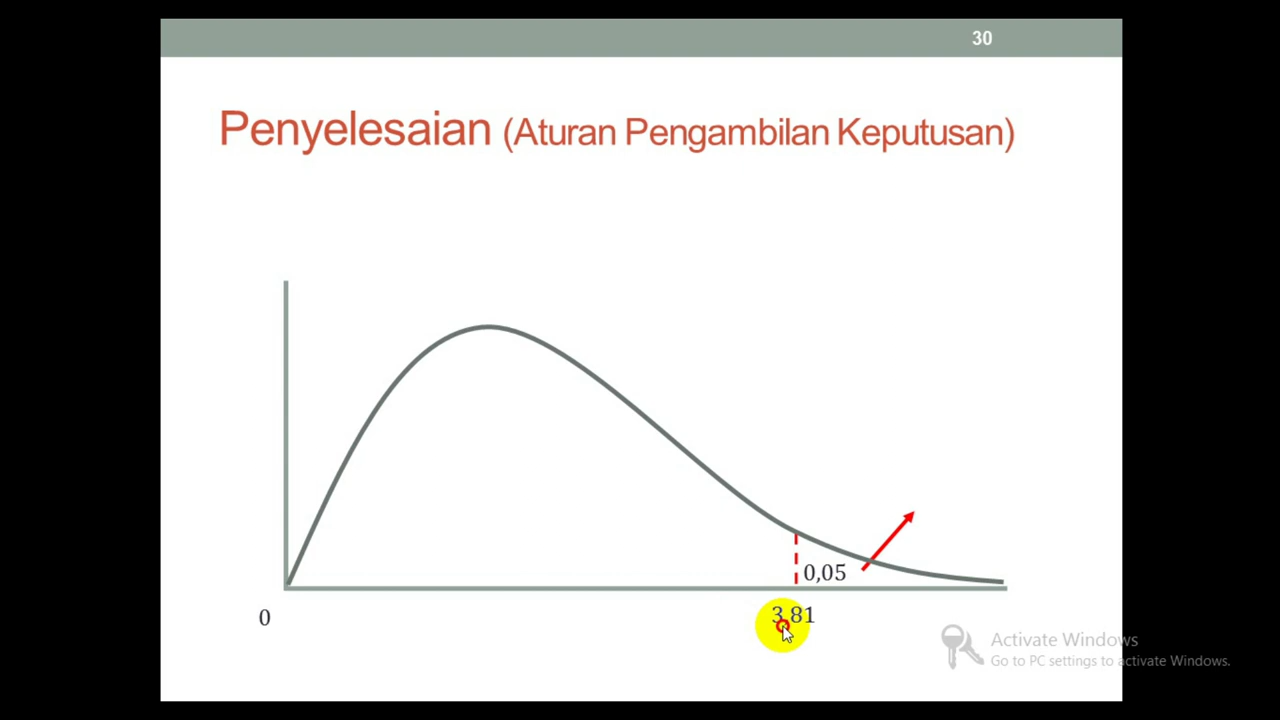 30
Penyelesaian (Aturan Pengambilan Keputusan)
0,05
0
3,81
Activate Windows
Go to PC settings to activate Windows.